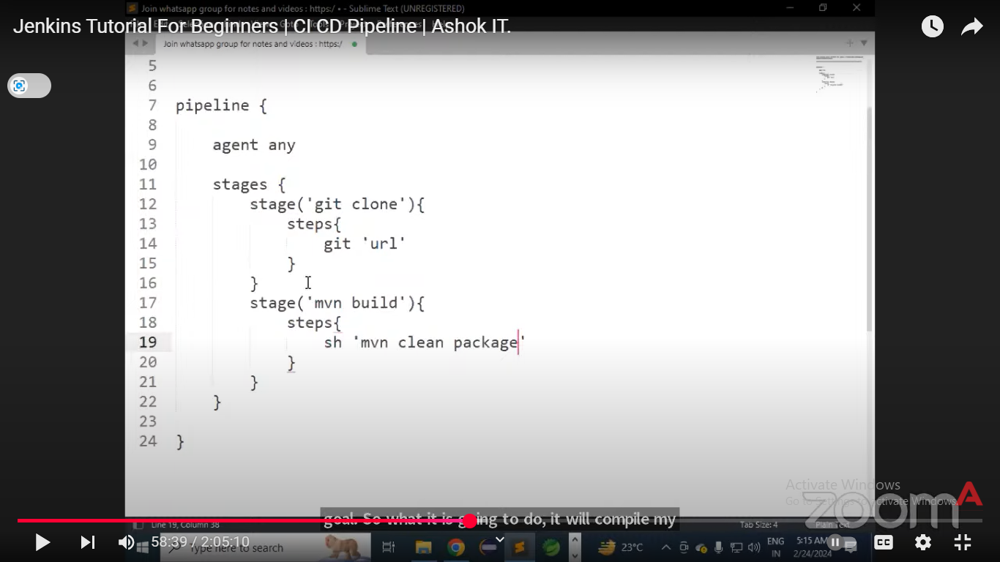 Join whatsapp group for notes and videos : https:/ • - Sublime Text (UNREGISTERED)
Jenkins Tutorial For Beginners | CI CD Pipeline | Ashok IT.
Join whatsapp group for notes and videos : https:/
5
6
7 pipeline {
8
9 agent any
10
11 stages {
12 stage('git clone'){
13 steps{
14 git 'url'
15 }
16 }
17 stage('mvn build'){
18 steps{
19 sh 'mvn clean package'
20 }
21 }
22 }
23
24 }
Activate Windows
Go to Settings to activate Windows.
zoom
goal. So what it is going to do, it will compile my
Line 19, Column 38
Tab Size: 4
Plain Text
58:39 / 2:05:10
Type here to search
23°C
ENG
IN
5:15 AM
2/24/2024
CC